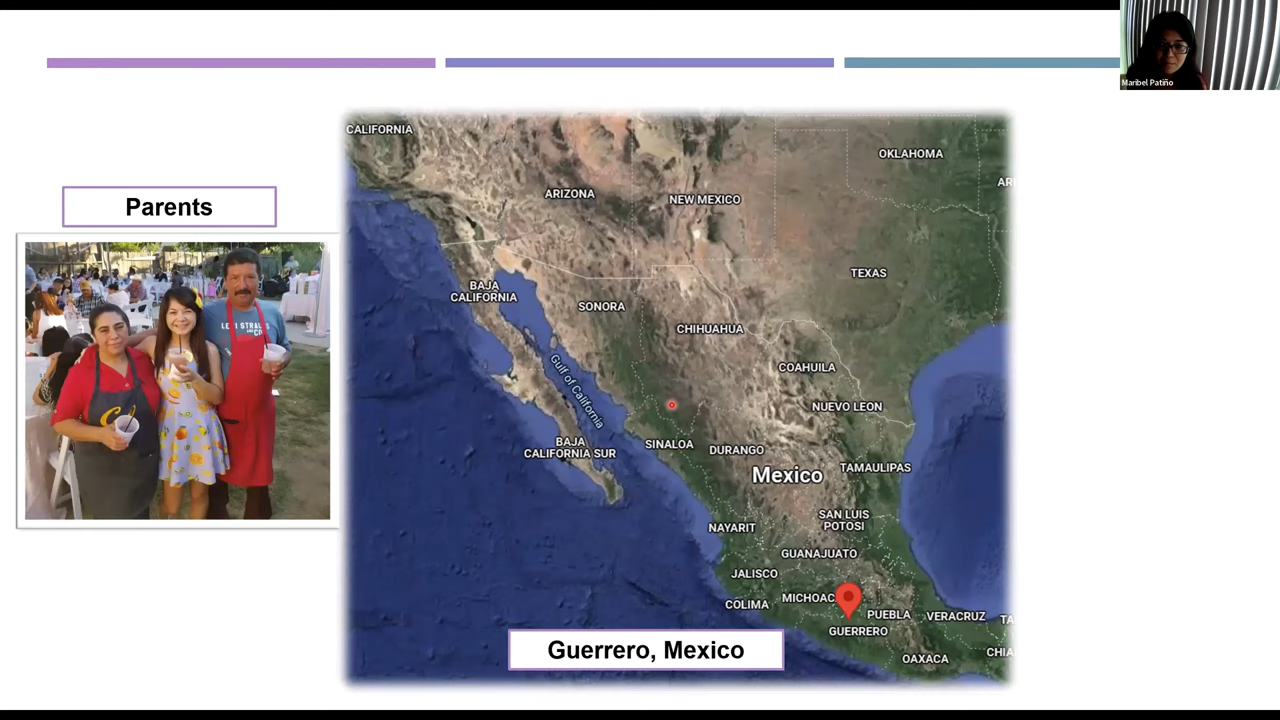 Maribel Patiño
Parents
LEVI STRAUSS
CALIFORNIA
OKLAHOMA
ARIZONA
NEW MEXICO
TEXAS
BAJA
CALIFORNIA
SONORA
CHIHUAHUA
COAHUILA
Gulf of California
NUEVO LEON
BAJA
CALIFORNIA SUR
SINALOA
DURANGO
Mexico
TAMAULIPAS
SAN LUIS
POTOSI
NAYARIT
GUANAJUATO
JALISCO
COLIMA
MICHOAC
PUEBLA
VERACRUZ
GUERRERO
OAXACA
CHIA
Guerrero, Mexico